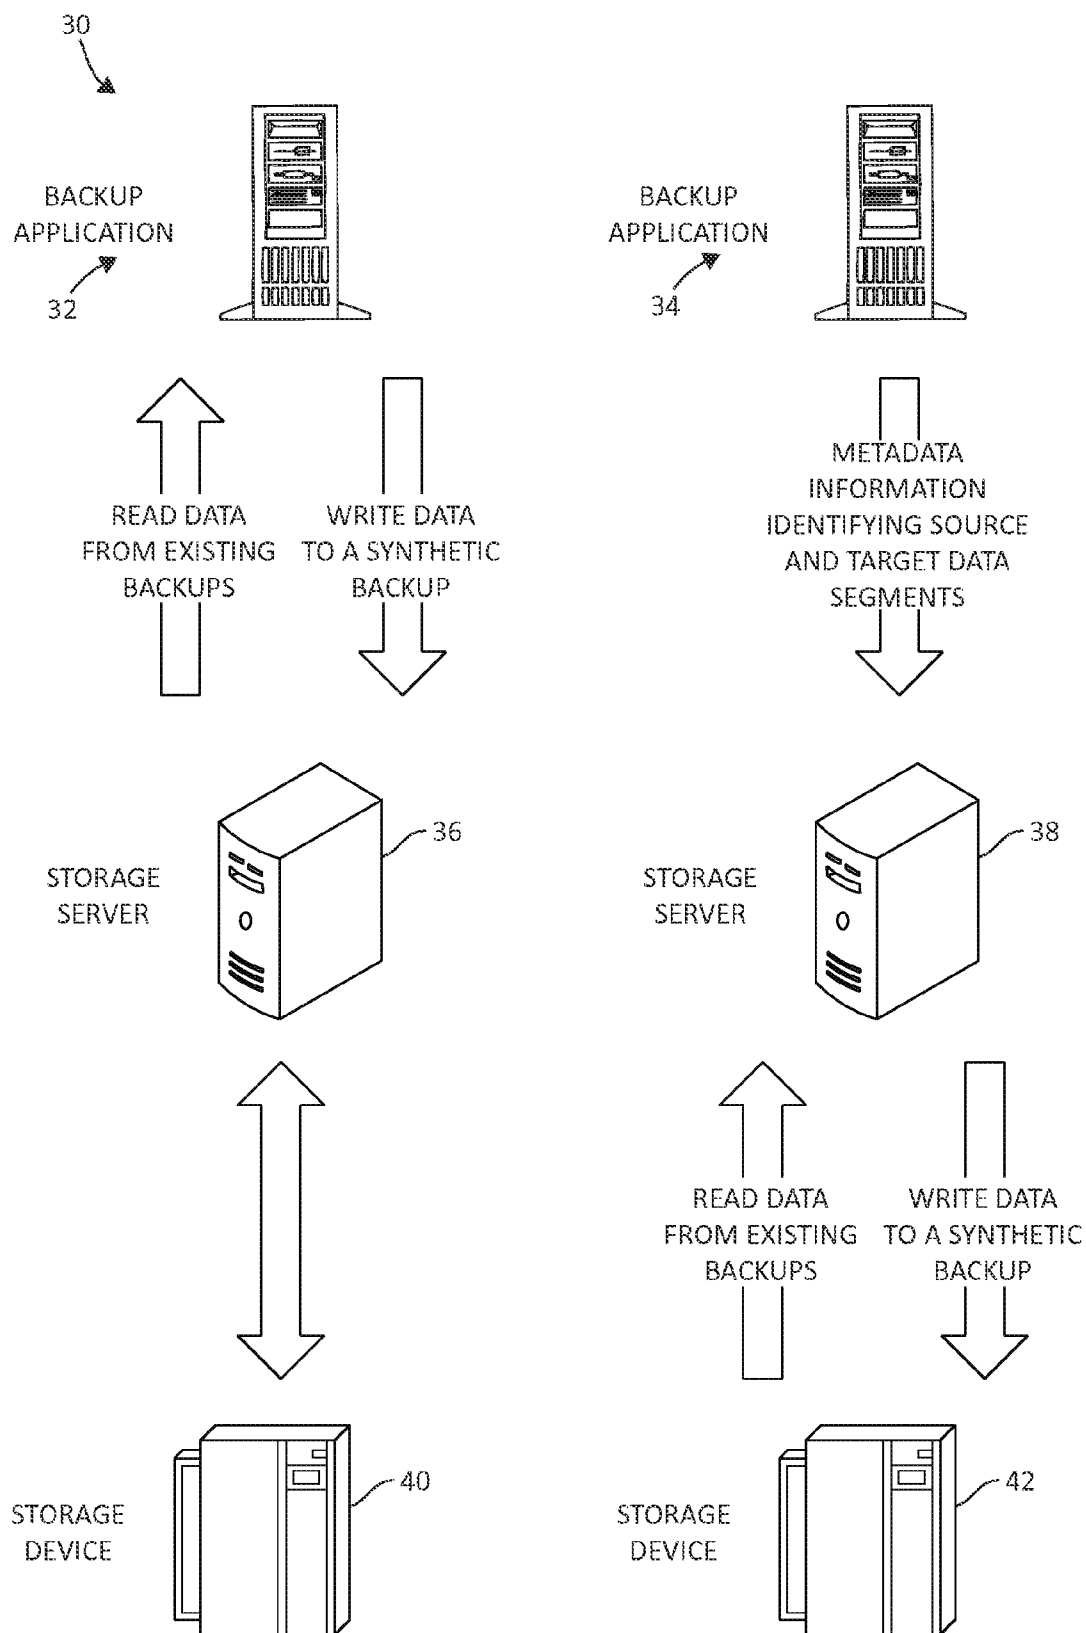 30
BACKUP
APPLICATION
32
BACKUP
APPLICATION
34
READ DATA
FROM EXISTING
BACKUPS
WRITE DATA
TO A SYNTHETIC
BACKUP
METADATA
INFORMATION
IDENTIFYING SOURCE
AND TARGET DATA
SEGMENTS
STORAGE
SERVER
36
STORAGE
SERVER
38
READ DATA
FROM EXISTING
BACKUPS
WRITE DATA
TO A SYNTHETIC
BACKUP
STORAGE
DEVICE
40
STORAGE
DEVICE
42